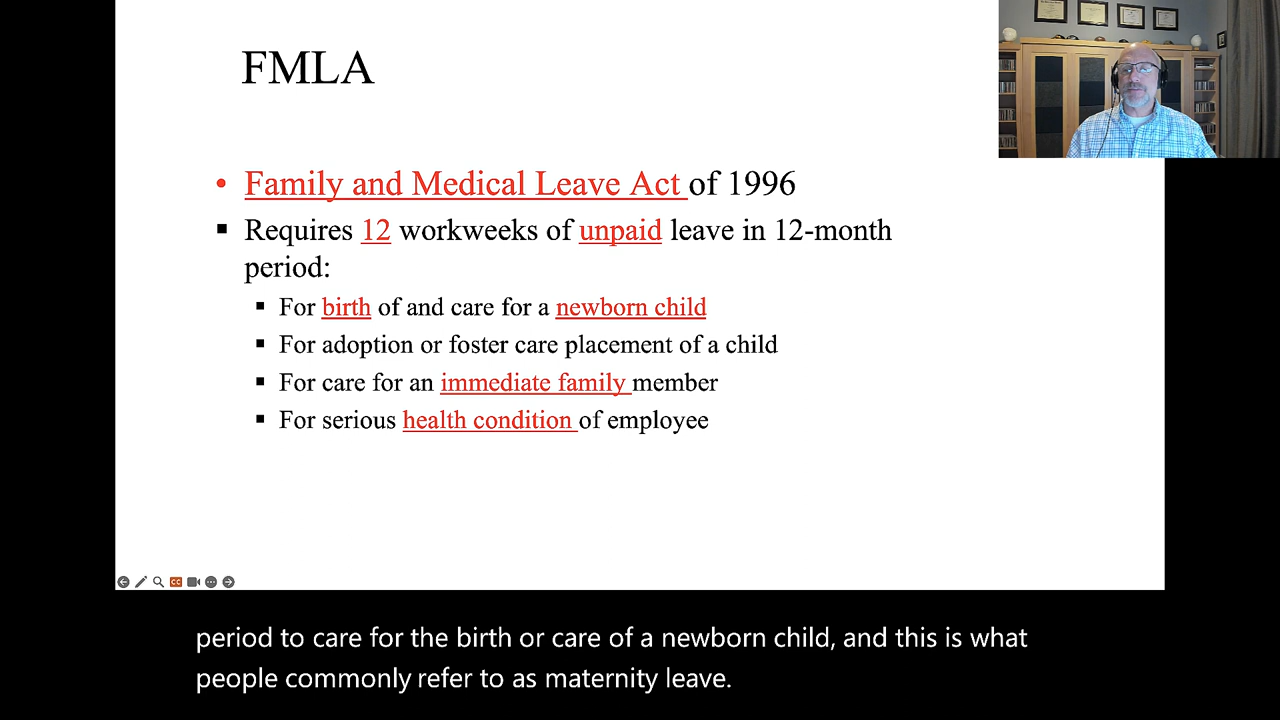 FMLA
• Family and Medical Leave Act of 1996
▪ Requires 12 workweeks of unpaid leave in 12-month
period:
▪ For birth of and care for a newborn child
▪ For adoption or foster care placement of a child
▪ For care for an immediate family member
▪ For serious health condition of employee
CC
period to care for the birth or care of a newborn child, and this is what
people commonly refer to as maternity leave.